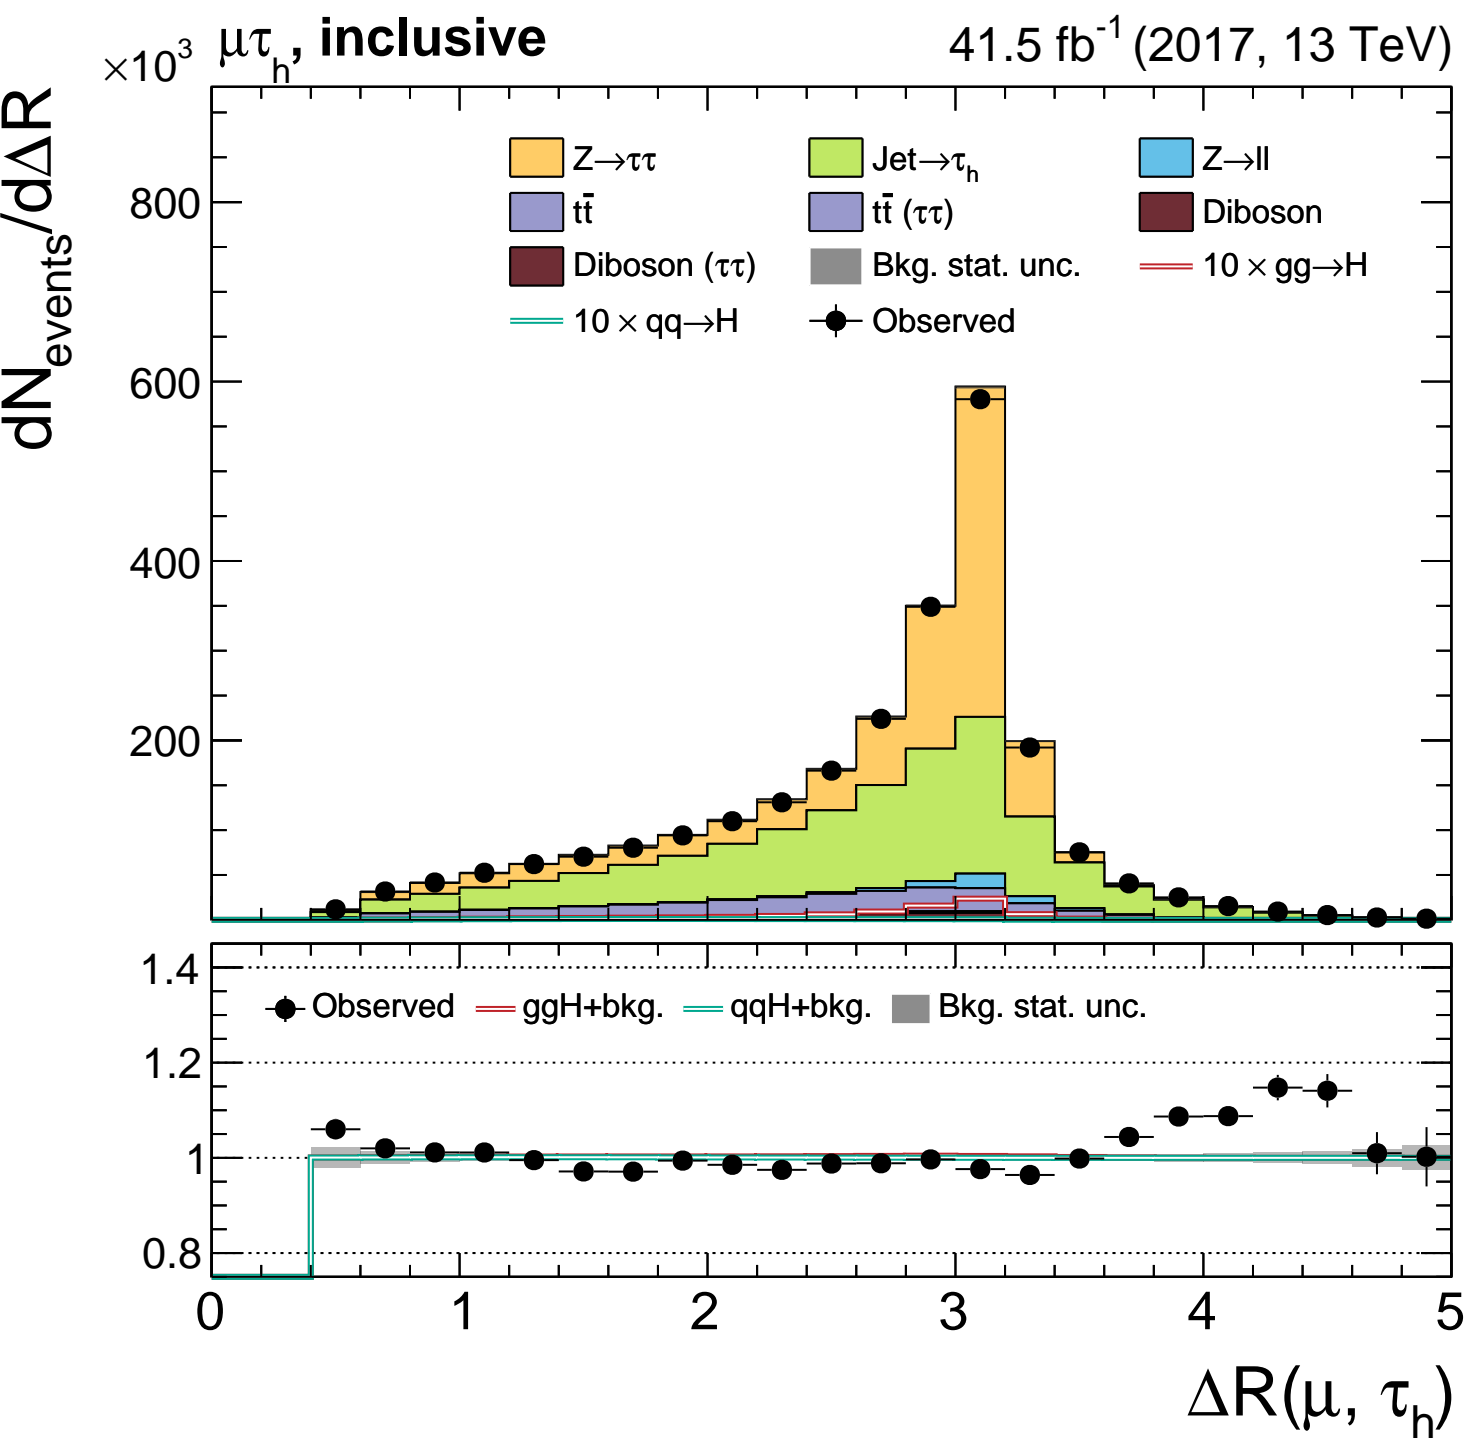 ×10³ μτₕ, inclusive 41.5 fb⁻¹ (2017, 13 TeV)
dN_events/dΔR
Z→ττ Jet→τₕ Z→ll
tt̄ tt̄ (ττ) Diboson
Diboson (ττ) Bkg. stat. unc. 10 × gg→H
10 × qq→H Observed
800
600
400
200
1.4
Observed ggH+bkg. qqH+bkg. Bkg. stat. unc.
1.2
1
0.8
0 1 2 3 4 5
ΔR(μ, τₕ)